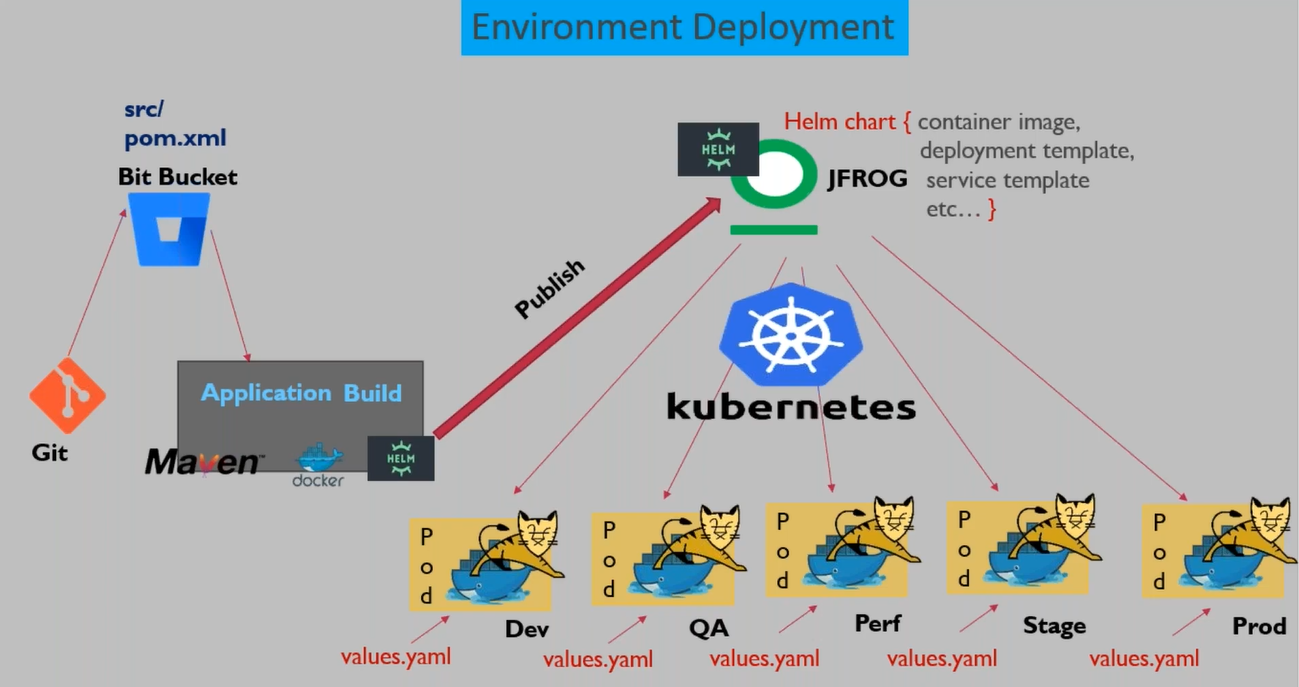 Environment Deployment
src/
pom.xml
Bit Bucket
HELM
Helm chart { container image,
deployment template,
service template
etc... }
JFROG
Publish
Git
Application Build
Maven™
docker
HELM
kubernetes
Pod
Pod
Pod
Pod
Pod
Dev
QA
Perf
Stage
Prod
values.yaml
values.yaml
values.yaml
values.yaml
values.yaml